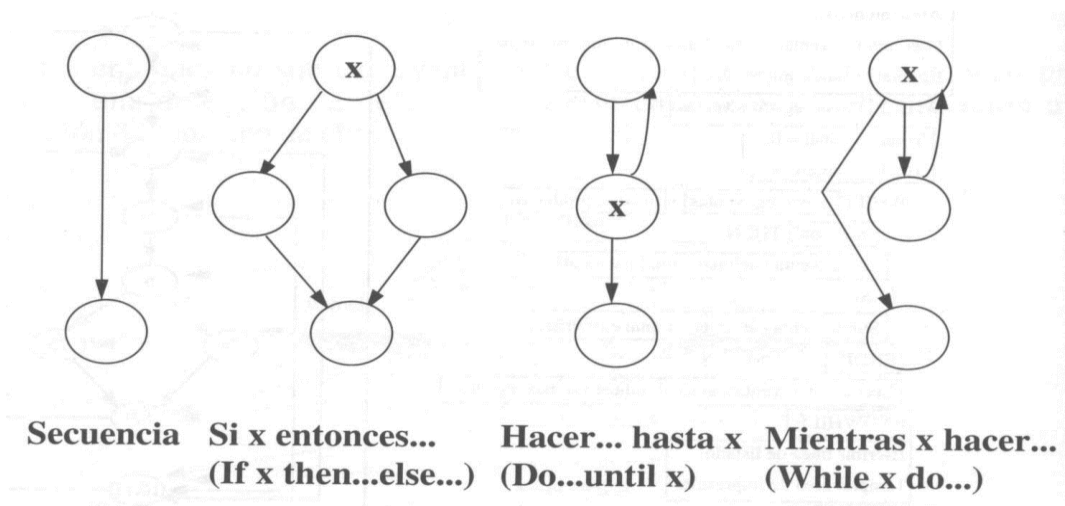 x
x
x
x
Secuencia
Si x entonces...
(If x then...else...)
Hacer... hasta x
(Do...until x)
Mientras x hacer...
(While x do...)